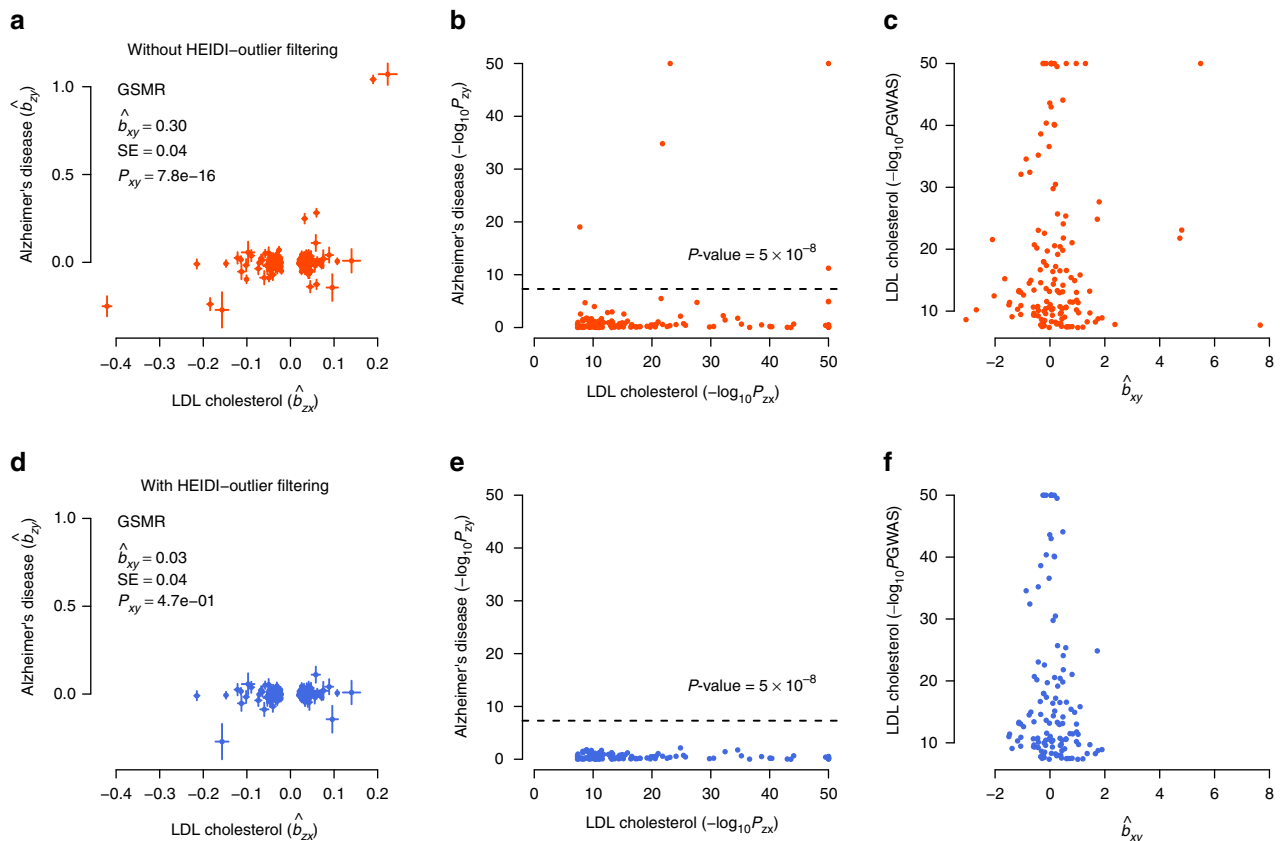 a
Without HEIDI−outlier filtering
GSMR
b̂xy = 0.30
SE = 0.04
Pxy = 7.8e−16
Alzheimer's disease (b̂zy)
1.0
0.5
0.0
−0.4 −0.3 −0.2 −0.1 0.0 0.1 0.2
LDL cholesterol (b̂zx)
b
Alzheimer's disease (−log10Pzy)
50
40
30
20
10
0
P-value = 5 × 10−8
0 10 20 30 40 50
LDL cholesterol (−log10Pzx)
c
LDL cholesterol (−log10PGWAS)
50
40
30
20
10
−2 0 2 4 6 8
b̂xy
d
With HEIDI−outlier filtering
GSMR
b̂xy = 0.03
SE = 0.04
Pxy = 4.7e−01
Alzheimer's disease (b̂zy)
1.0
0.5
0.0
−0.4 −0.3 −0.2 −0.1 0.0 0.1 0.2
LDL cholesterol (b̂zx)
e
Alzheimer's disease (−log10Pzy)
50
40
30
20
10
0
P-value = 5 × 10−8
0 10 20 30 40 50
LDL cholesterol (−log10Pzx)
f
LDL cholesterol (−log10PGWAS)
50
40
30
20
10
−2 0 2 4 6 8
b̂xy